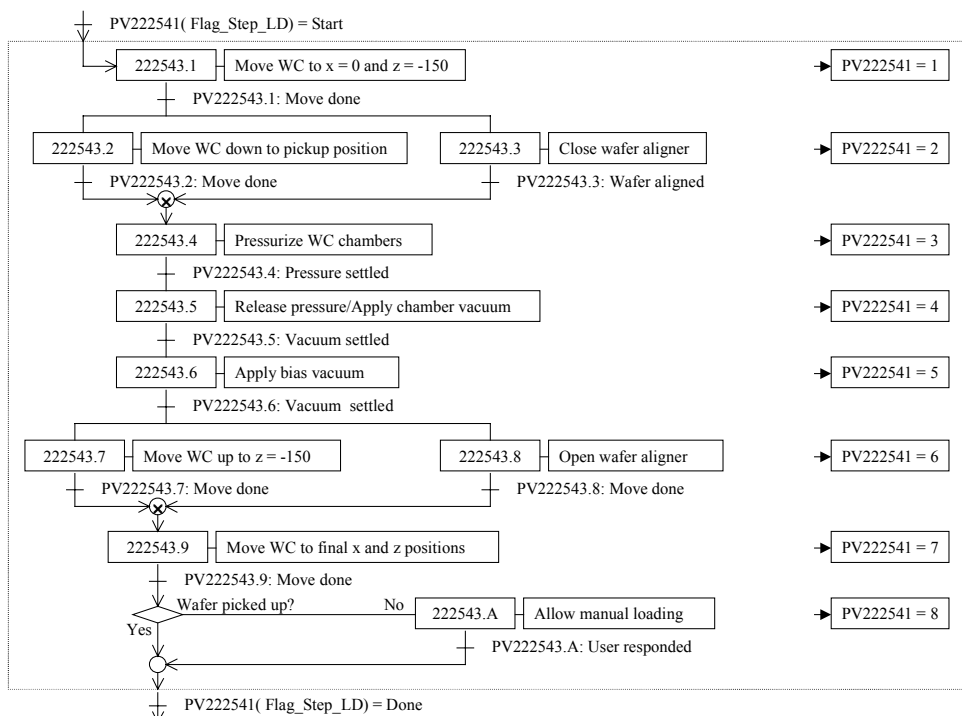 PV222541( Flag_Step_LD) = Start
222543.1 Move WC to x = 0 and z = -150 PV222541 = 1
PV222543.1: Move done
222543.2 Move WC down to pickup position 222543.3 Close wafer aligner PV222541 = 2
PV222543.2: Move done PV222543.3: Wafer aligned
222543.4 Pressurize WC chambers PV222541 = 3
PV222543.4: Pressure settled
222543.5 Release pressure/Apply chamber vacuum PV222541 = 4
PV222543.5: Vacuum settled
222543.6 Apply bias vacuum PV222541 = 5
PV222543.6: Vacuum settled
222543.7 Move WC up to z = -150 222543.8 Open wafer aligner PV222541 = 6
PV222543.7: Move done PV222543.8: Move done
222543.9 Move WC to final x and z positions PV222541 = 7
PV222543.9: Move done
Wafer picked up? No 222543.A Allow manual loading PV222541 = 8
Yes
PV222543.A: User responded
PV222541( Flag_Step_LD) = Done